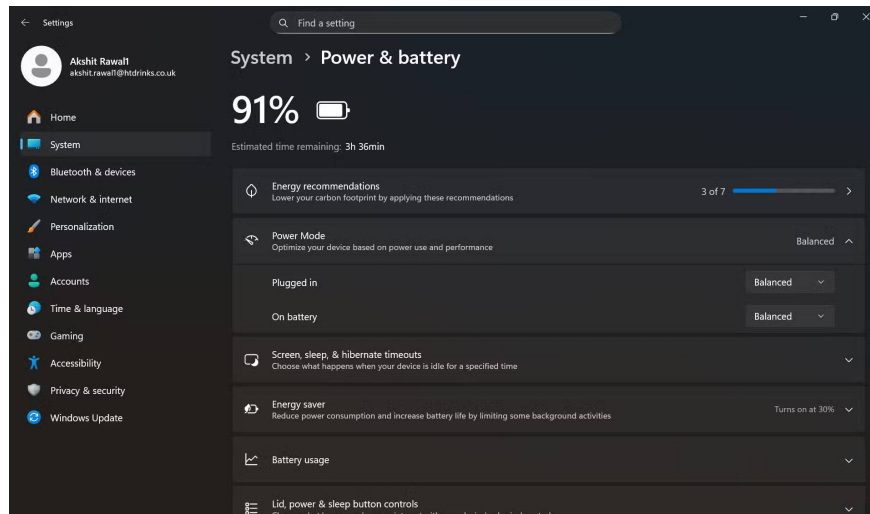 Settings
Find a setting
Akshit Rawal1
akshit.rawal1@htdrinks.co.uk
Home
System
Bluetooth & devices
Network & internet
Personalization
Apps
Accounts
Time & language
Gaming
Accessibility
Privacy & security
Windows Update
System > Power & battery
91%
Estimated time remaining: 3h 36min
Energy recommendations
Lower your carbon footprint by applying these recommendations
3 of 7
Power Mode
Optimize your device based on power use and performance
Balanced
Plugged in
Balanced
On battery
Balanced
Screen, sleep, & hibernate timeouts
Choose what happens when your device is idle for a specified time
Energy saver
Reduce power consumption and increase battery life by limiting some background activities
Turns on at 30%
Battery usage
Lid, power & sleep button controls